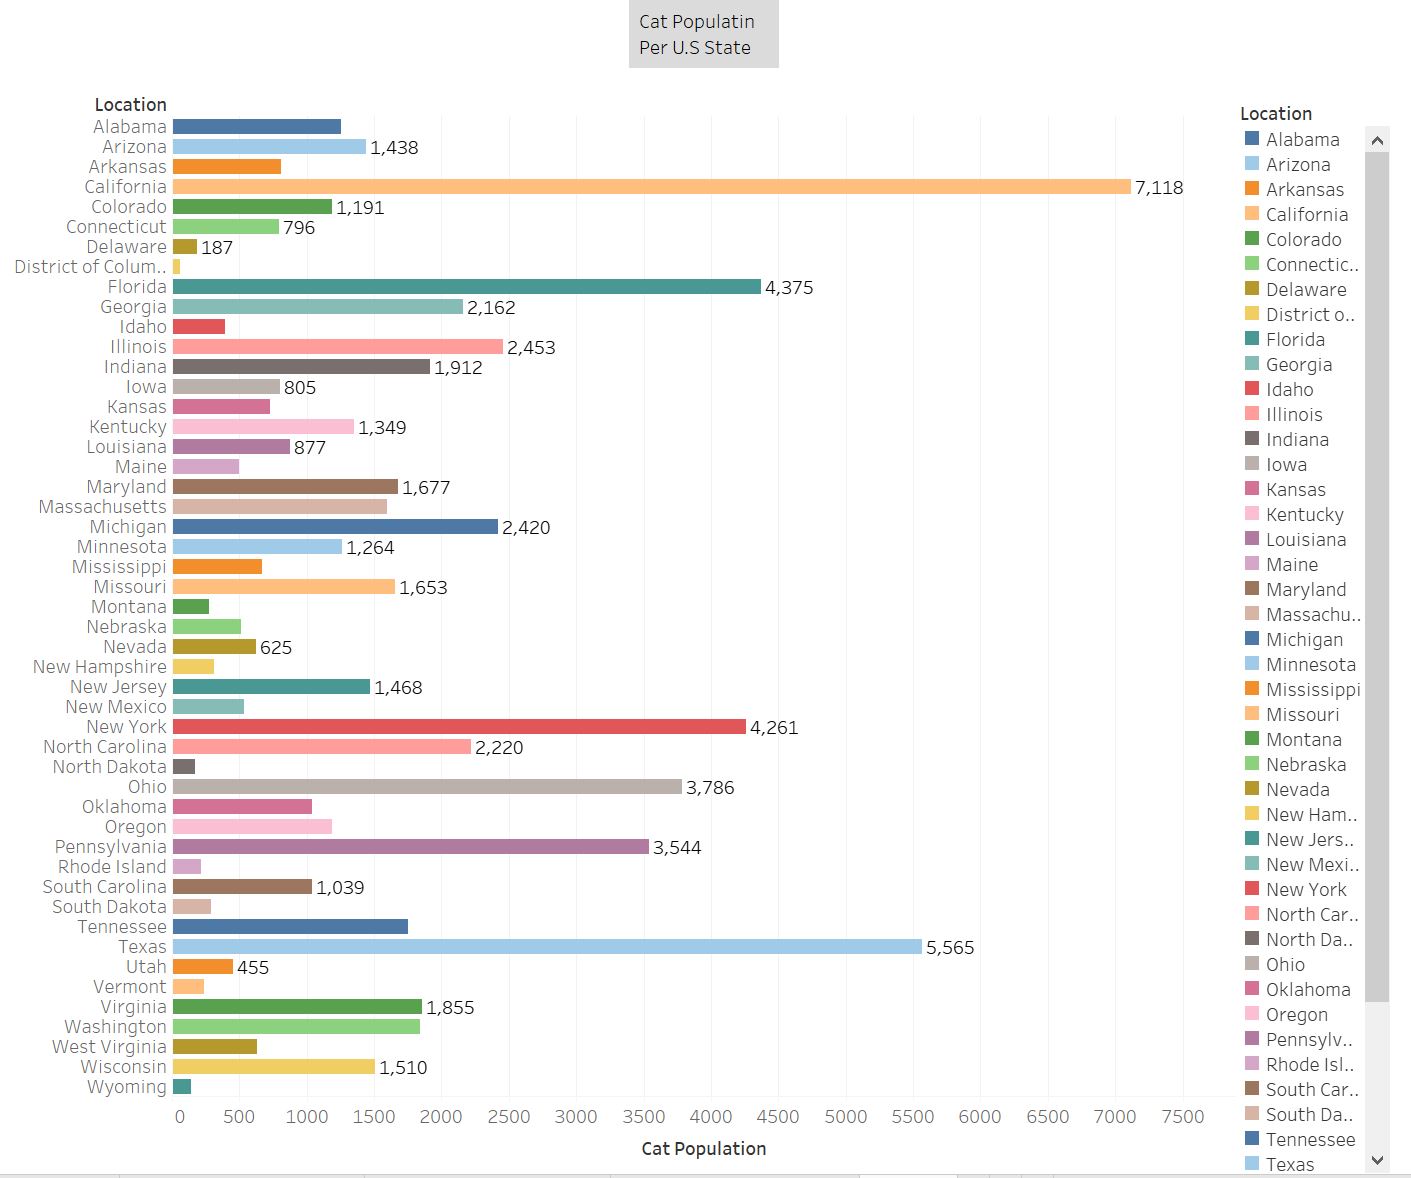 Cat Populatin
Per U.S State
Location
Alabama
Arizona 1,438
Arkansas
California 7,118
Colorado 1,191
Connecticut 796
Delaware 187
District of Colum..
Florida 4,375
Georgia 2,162
Idaho
Illinois 2,453
Indiana 1,912
Iowa 805
Kansas
Kentucky 1,349
Louisiana 877
Maine
Maryland 1,677
Massachusetts
Michigan 2,420
Minnesota 1,264
Mississippi
Missouri 1,653
Montana
Nebraska
Nevada 625
New Hampshire
New Jersey 1,468
New Mexico
New York 4,261
North Carolina 2,220
North Dakota
Ohio 3,786
Oklahoma
Oregon
Pennsylvania 3,544
Rhode Island
South Carolina 1,039
South Dakota
Tennessee
Texas 5,565
Utah 455
Vermont
Virginia 1,855
Washington
West Virginia
Wisconsin 1,510
Wyoming
0 500 1000 1500 2000 2500 3000 3500 4000 4500 5000 5500 6000 6500 7000 7500
Cat Population
Location
Alabama
Arizona
Arkansas
California
Colorado
Connectic..
Delaware
District o..
Florida
Georgia
Idaho
Illinois
Indiana
Iowa
Kansas
Kentucky
Louisiana
Maine
Maryland
Massachu..
Michigan
Minnesota
Mississippi
Missouri
Montana
Nebraska
Nevada
New Ham..
New Jers..
New Mexi..
New York
North Car..
North Da..
Ohio
Oklahoma
Oregon
Pennsylv..
Rhode Isl..
South Car..
South Da..
Tennessee
Texas